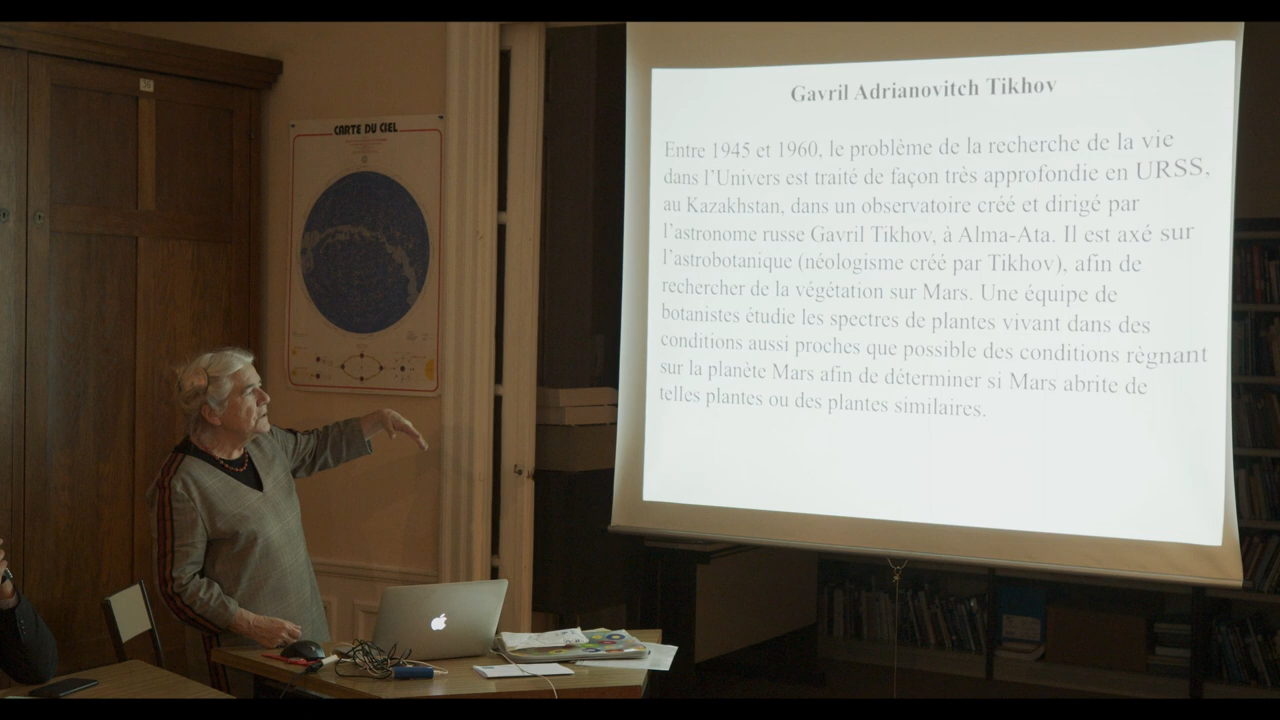 CARTE DU CIEL
Gavril Adrianovitch Tikhov
Entre 1945 et 1960, le problème de la recherche de la vie
dans l'Univers est traité de façon très approfondie en URSS,
au Kazakhstan, dans un observatoire créé et dirigé par
l'astronome russe Gavril Tikhov, à Alma-Ata. Il est axé sur
l'astrobotanique (néologisme créé par Tikhov), afin de
rechercher de la végétation sur Mars. Une équipe de
botanistes étudie les spectres de plantes vivant dans des
conditions aussi proches que possible des conditions règnant
sur la planète Mars afin de déterminer si Mars abrite de
telles plantes ou des plantes similaires.